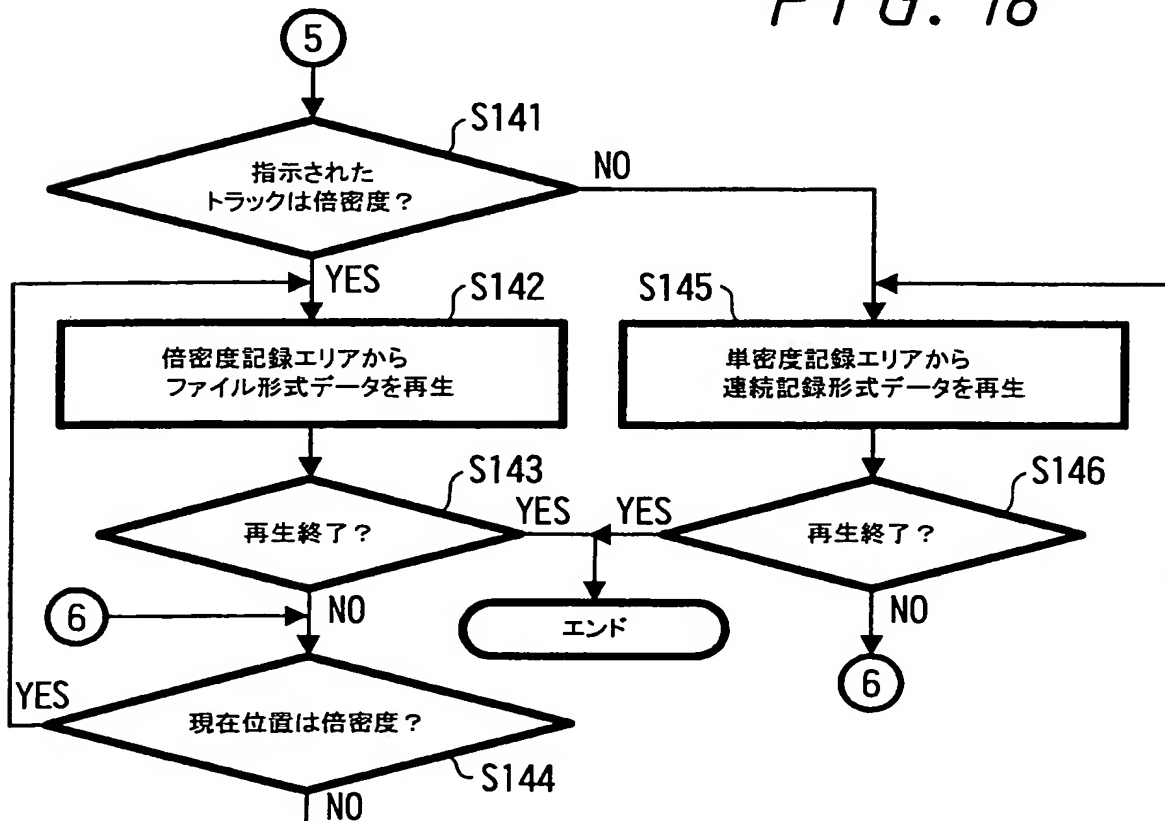 FIG. 16
5
S141
指示された
トラックは倍密度?
NO
YES
S142
倍密度記録エリアから
ファイル形式データを再生
S145
単密度記録エリアから
連続記録形式データを再生
S143
再生終了?
YES
YES
S146
再生終了?
NO
6
エンド
NO
6
YES
現在位置は倍密度?
S144
NO